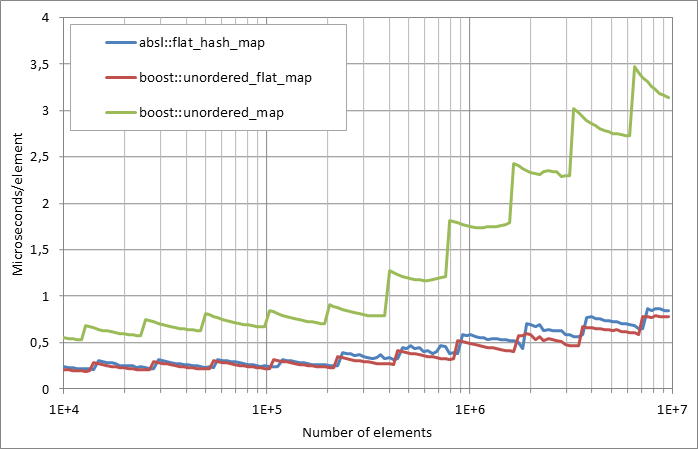 4
absl::flat_hash_map
boost::unordered_flat_map
boost::unordered_map
3,5
3
2,5
2
1,5
1
0,5
0
Microseconds/element
1E+4
1E+5
1E+6
1E+7
Number of elements